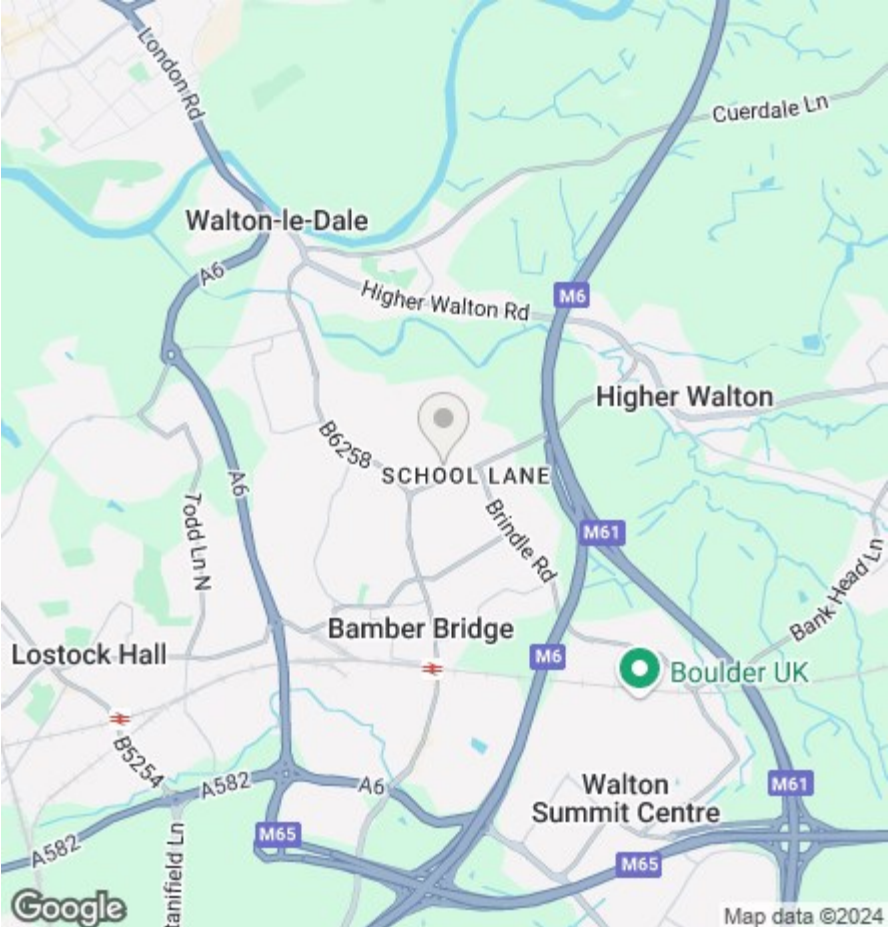 London Rd
Cuerdale Ln
Walton-le-Dale
A6
Higher Walton Rd
M6
Higher Walton
B6258
SCHOOL LANE
A6
Todd Ln N
Brindle Rd
M61
Bank Head Ln
Bamber Bridge
Lostock Hall
M6
Boulder UK
B5254
A582
A6
Walton
Summit Centre
M61
M65
A582
tanifield Ln
M65
Google
Map data ©2024